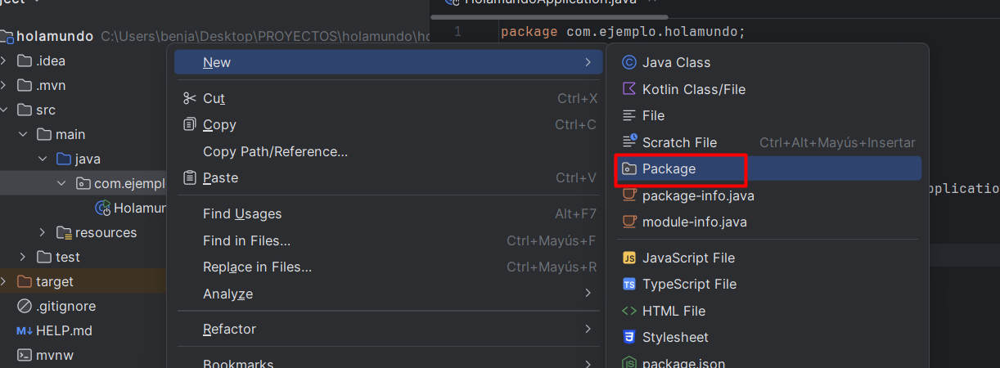 HolamundoApplication.java
holamundo C:\Users\benja\Desktop\PROYECTOS\holamundo\ho
1 package com.ejemplo.holamundo;
.idea
.mvn
src
main
java
com.ejempl
Holamur
resources
test
target
.gitignore
HELP.md
mvnw
New
Cut Ctrl+X
Copy Ctrl+C
Copy Path/Reference...
Paste Ctrl+V
Find Usages Alt+F7
Find in Files... Ctrl+Mayús+F
Replace in Files... Ctrl+Mayús+R
Analyze
Refactor
Bookmarks
Java Class
Kotlin Class/File
File
Scratch File Ctrl+Alt+Mayús+Insertar
Package
package-info.java
module-info.java
JS JavaScript File
TS TypeScript File
HTML File
Stylesheet
package.json
pplication